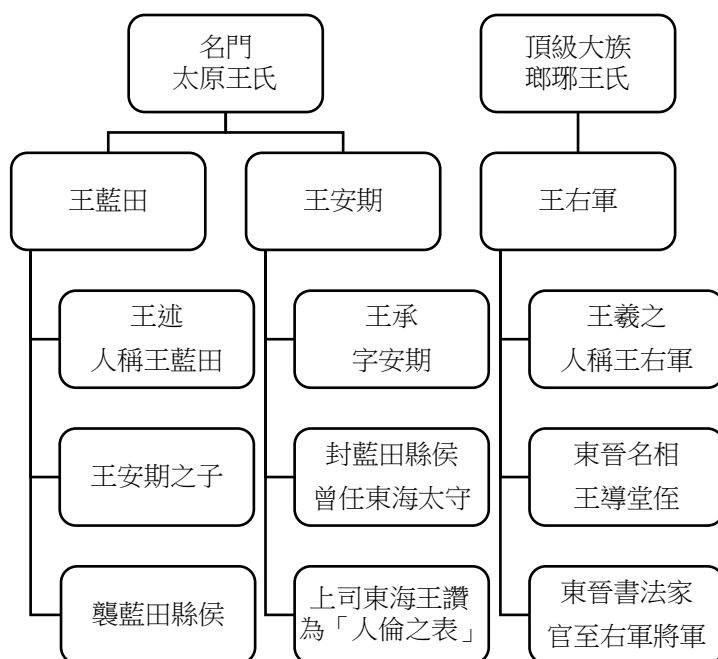 名門
太原王氏
頂級大族
瑯琊王氏
王藍田
王安期
王右軍
王述
人稱王藍田
王承
字安期
王羲之
人稱王右軍
王安期之子
封藍田縣侯
曾任東海太守
東晉名相
王導堂侄
襲藍田縣侯
上司東海王讚
為「人倫之表」
東晉書法家
官至右軍將軍